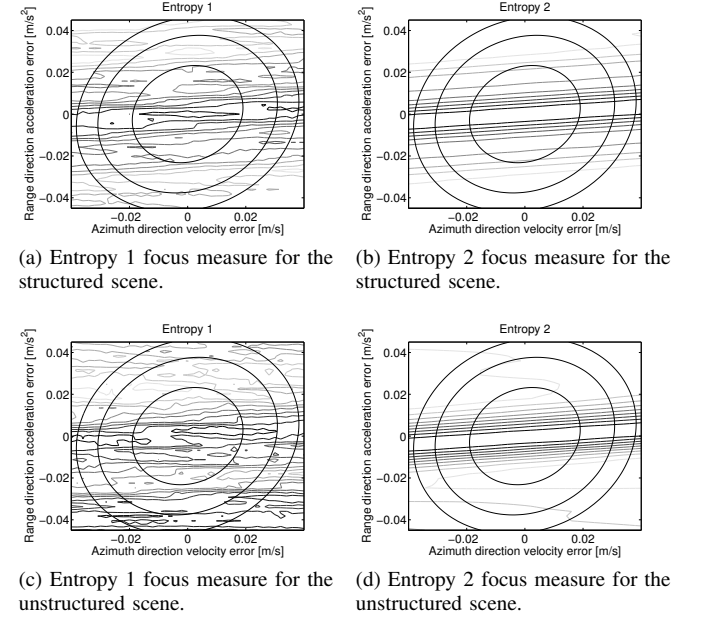 Entropy 1
Range direction acceleration error [m/s²]
0.04
0.02
0
−0.02
−0.04
−0.02
0
0.02
Azimuth direction velocity error [m/s]
Entropy 2
Range direction acceleration error [m/s²]
0.04
0.02
0
−0.02
−0.04
−0.02
0
0.02
Azimuth direction velocity error [m/s]
(a) Entropy 1 focus measure for the
structured scene.
(b) Entropy 2 focus measure for the
structured scene.
Entropy 1
Range direction acceleration error [m/s²]
0.04
0.02
0
−0.02
−0.04
−0.02
0
0.02
Azimuth direction velocity error [m/s]
Entropy 2
Range direction acceleration error [m/s²]
0.04
0.02
0
−0.02
−0.04
−0.02
0
0.02
Azimuth direction velocity error [m/s]
(c) Entropy 1 focus measure for the
unstructured scene.
(d) Entropy 2 focus measure for the
unstructured scene.